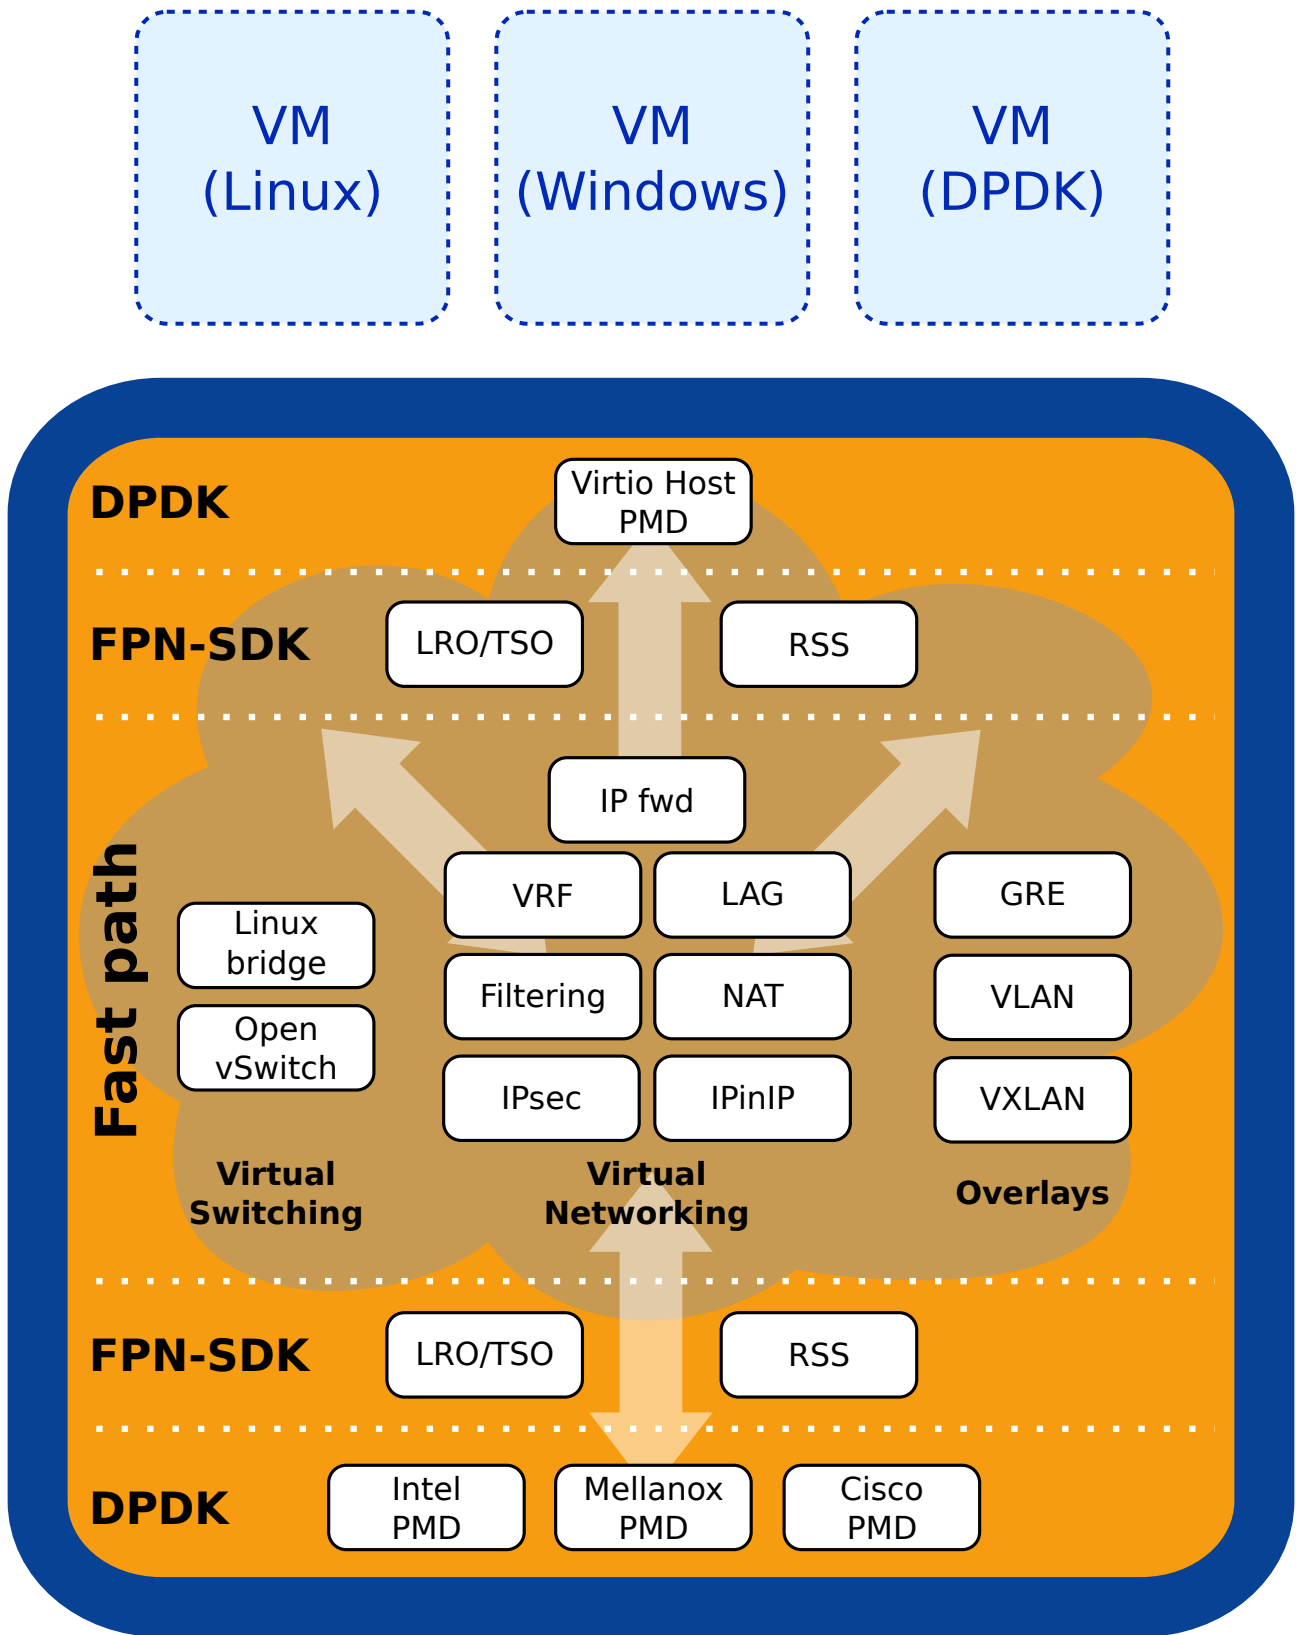 VM
(Linux)
VM
(Windows)
VM
(DPDK)
DPDK
Virtio Host
PMD
FPN-SDK
LRO/TSO
RSS
Fast path
IP fwd
VRF
LAG
GRE
Linux
bridge
Filtering
NAT
VLAN
Open
vSwitch
IPsec
IPinIP
VXLAN
Virtual
Switching
Virtual
Networking
Overlays
FPN-SDK
LRO/TSO
RSS
DPDK
Intel
PMD
Mellanox
PMD
Cisco
PMD